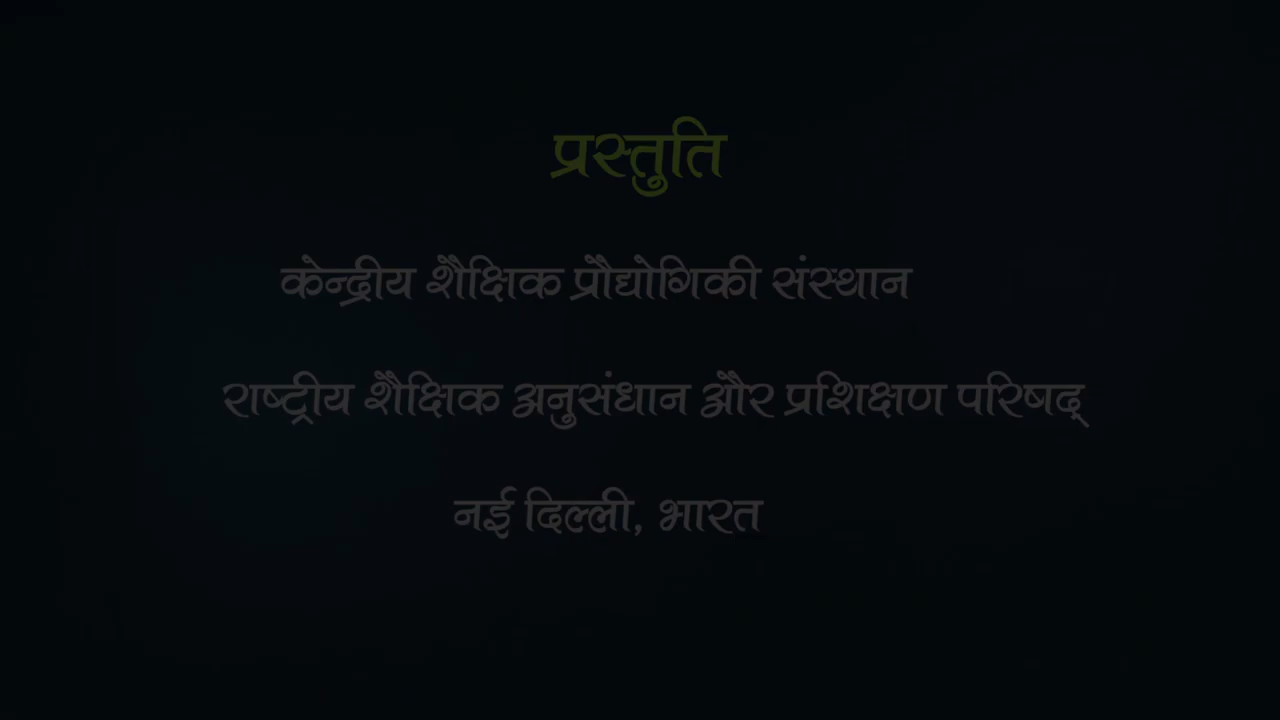 प्रस्तुति
केन्द्रीय शैक्षिक प्रौद्योगिकी संस्थान
राष्ट्रीय शैक्षिक अनुसंधान और प्रशिक्षण परिषद्
नई दिल्ली, भारत